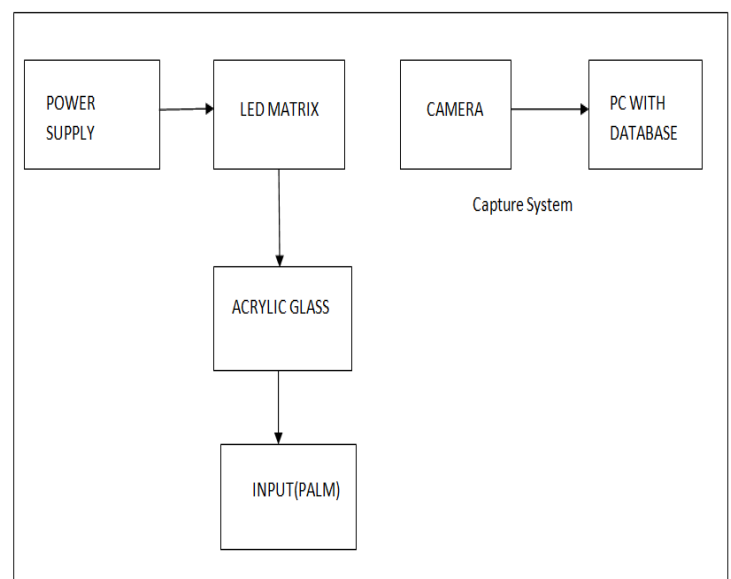 POWER
SUPPLY
LED MATRIX
CAMERA
PC WITH
DATABASE
Capture System
ACRYLIC GLASS
INPUT(PALM)